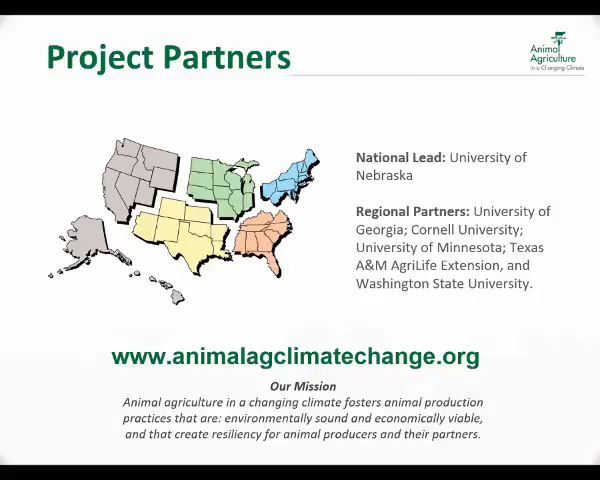 Project Partners
Animal
Agriculture
in a Changing Climate
National Lead: University of
Nebraska
Regional Partners: University of
Georgia; Cornell University;
University of Minnesota; Texas
A&M AgriLife Extension, and
Washington State University.
www.animalagclimatechange.org
Our Mission
Animal agriculture in a changing climate fosters animal production
practices that are: environmentally sound and economically viable,
and that create resiliency for animal producers and their partners.